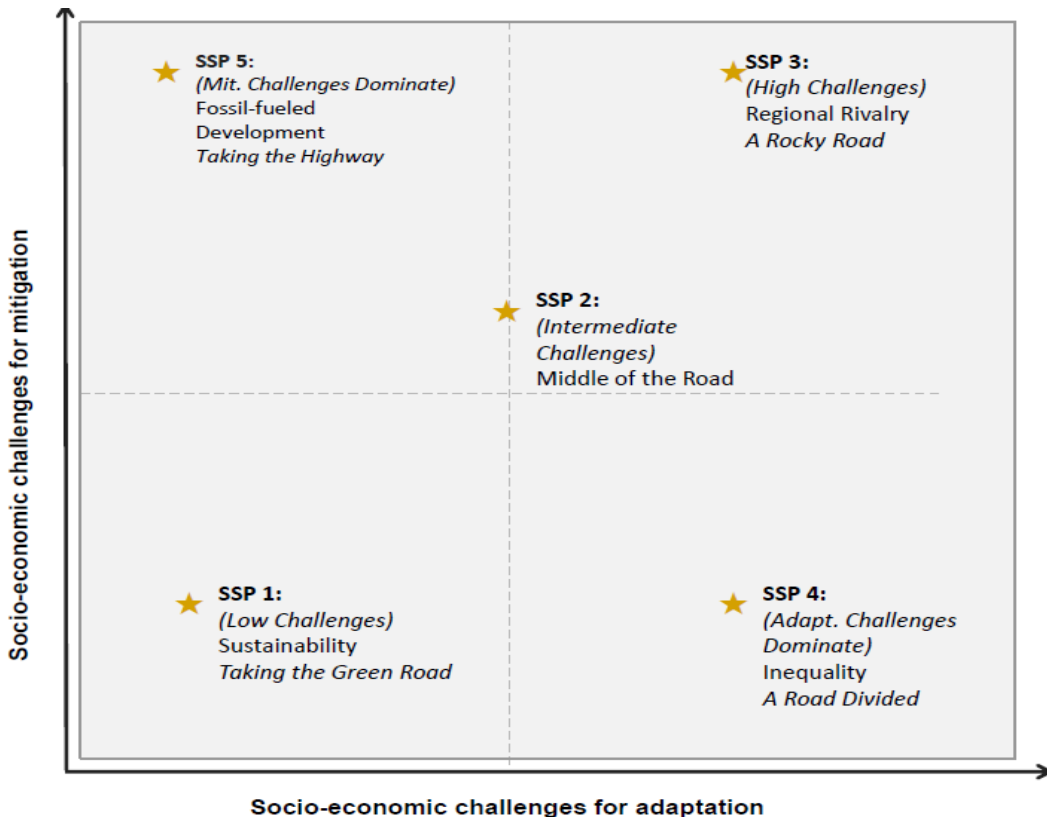 SSP 5:
(Mit. Challenges Dominate)
Fossil-fueled
Development
Taking the Highway
SSP 3:
(High Challenges)
Regional Rivalry
A Rocky Road
SSP 2:
(Intermediate
Challenges)
Middle of the Road
SSP 1:
(Low Challenges)
Sustainability
Taking the Green Road
SSP 4:
(Adapt. Challenges
Dominate)
Inequality
A Road Divided
Socio-economic challenges for mitigation
Socio-economic challenges for adaptation